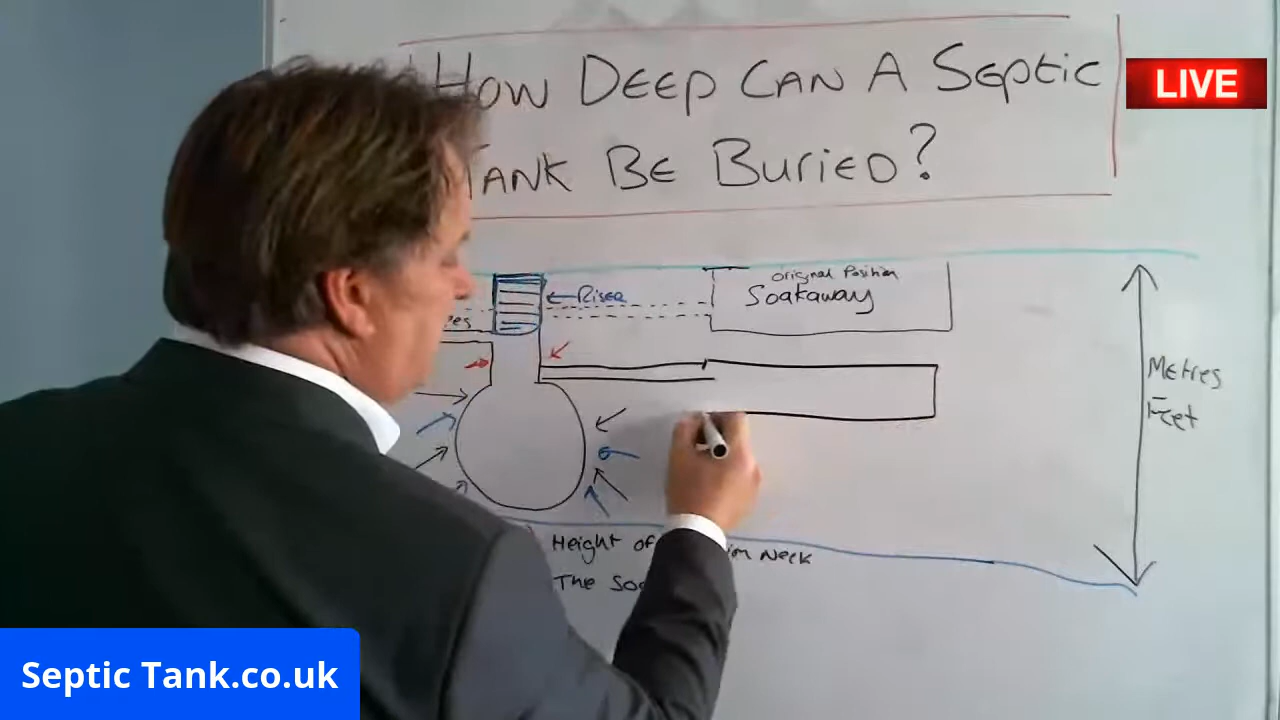 HOW DEEP CAN A SEPTIC
LIVE
TANK BE BURIED?
original Position
Soakaway
Riser
Metres
Feet
Height of
Neck
The
Septic Tank.co.uk